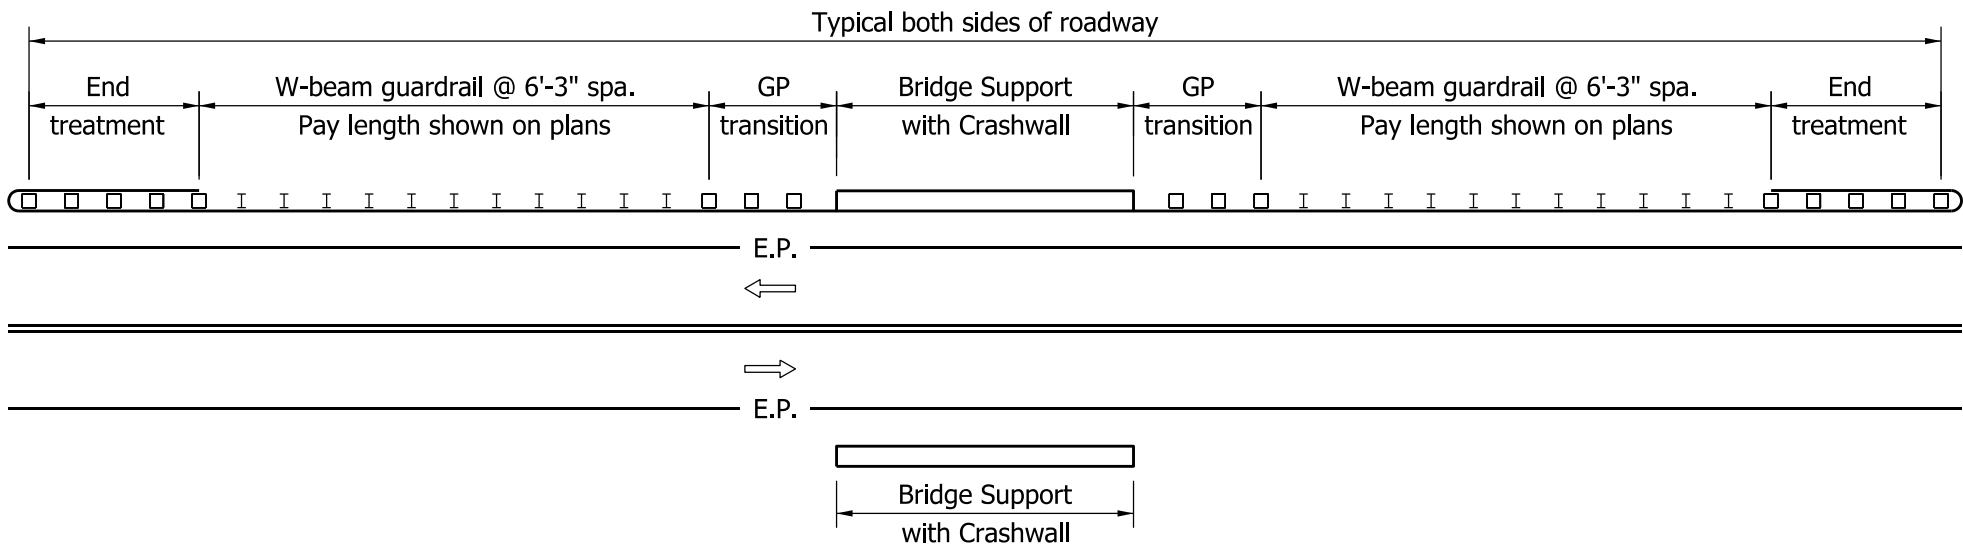 Typical both sides of roadway
End
treatment
W-beam guardrail @ 6'-3" spa.
Pay length shown on plans
GP
transition
Bridge Support
with Crashwall
GP
transition
W-beam guardrail @ 6'-3" spa.
Pay length shown on plans
End
treatment
E.P.
E.P.
Bridge Support
with Crashwall